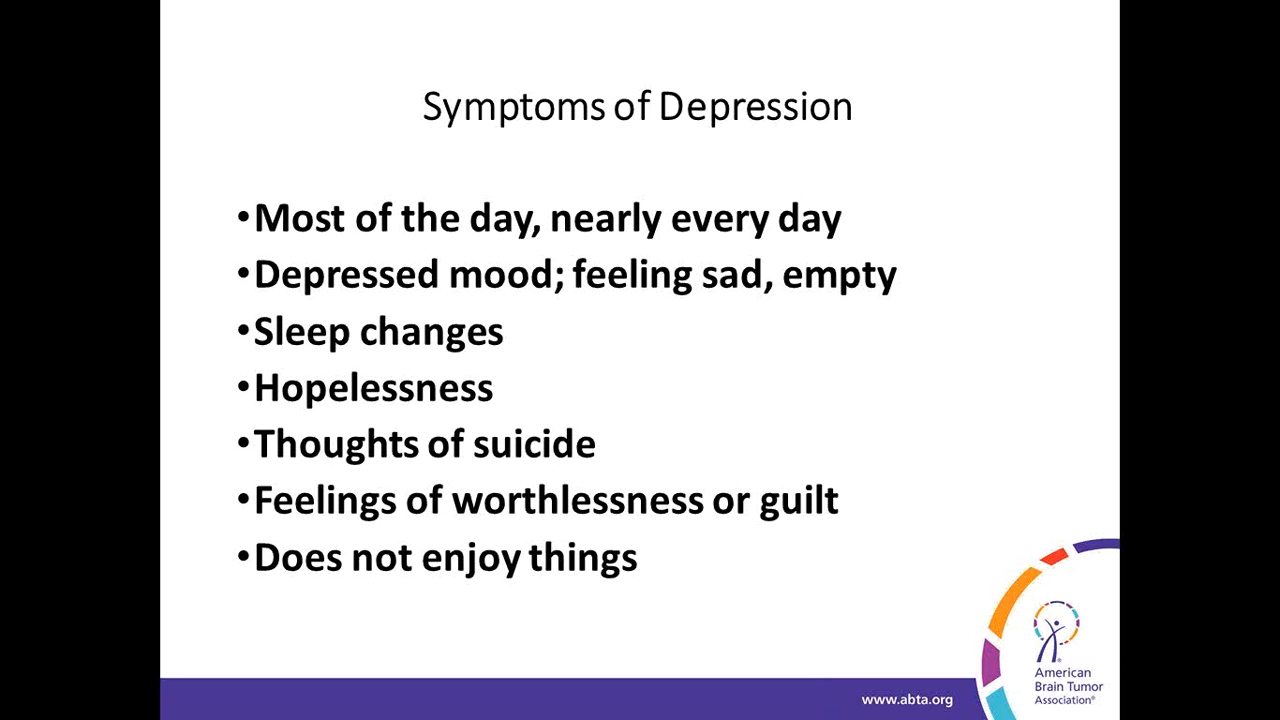 Symptoms of Depression
•Most of the day, nearly every day
•Depressed mood; feeling sad, empty
•Sleep changes
•Hopelessness
•Thoughts of suicide
•Feelings of worthlessness or guilt
•Does not enjoy things
American
Brain Tumor
Association®
www.abta.org